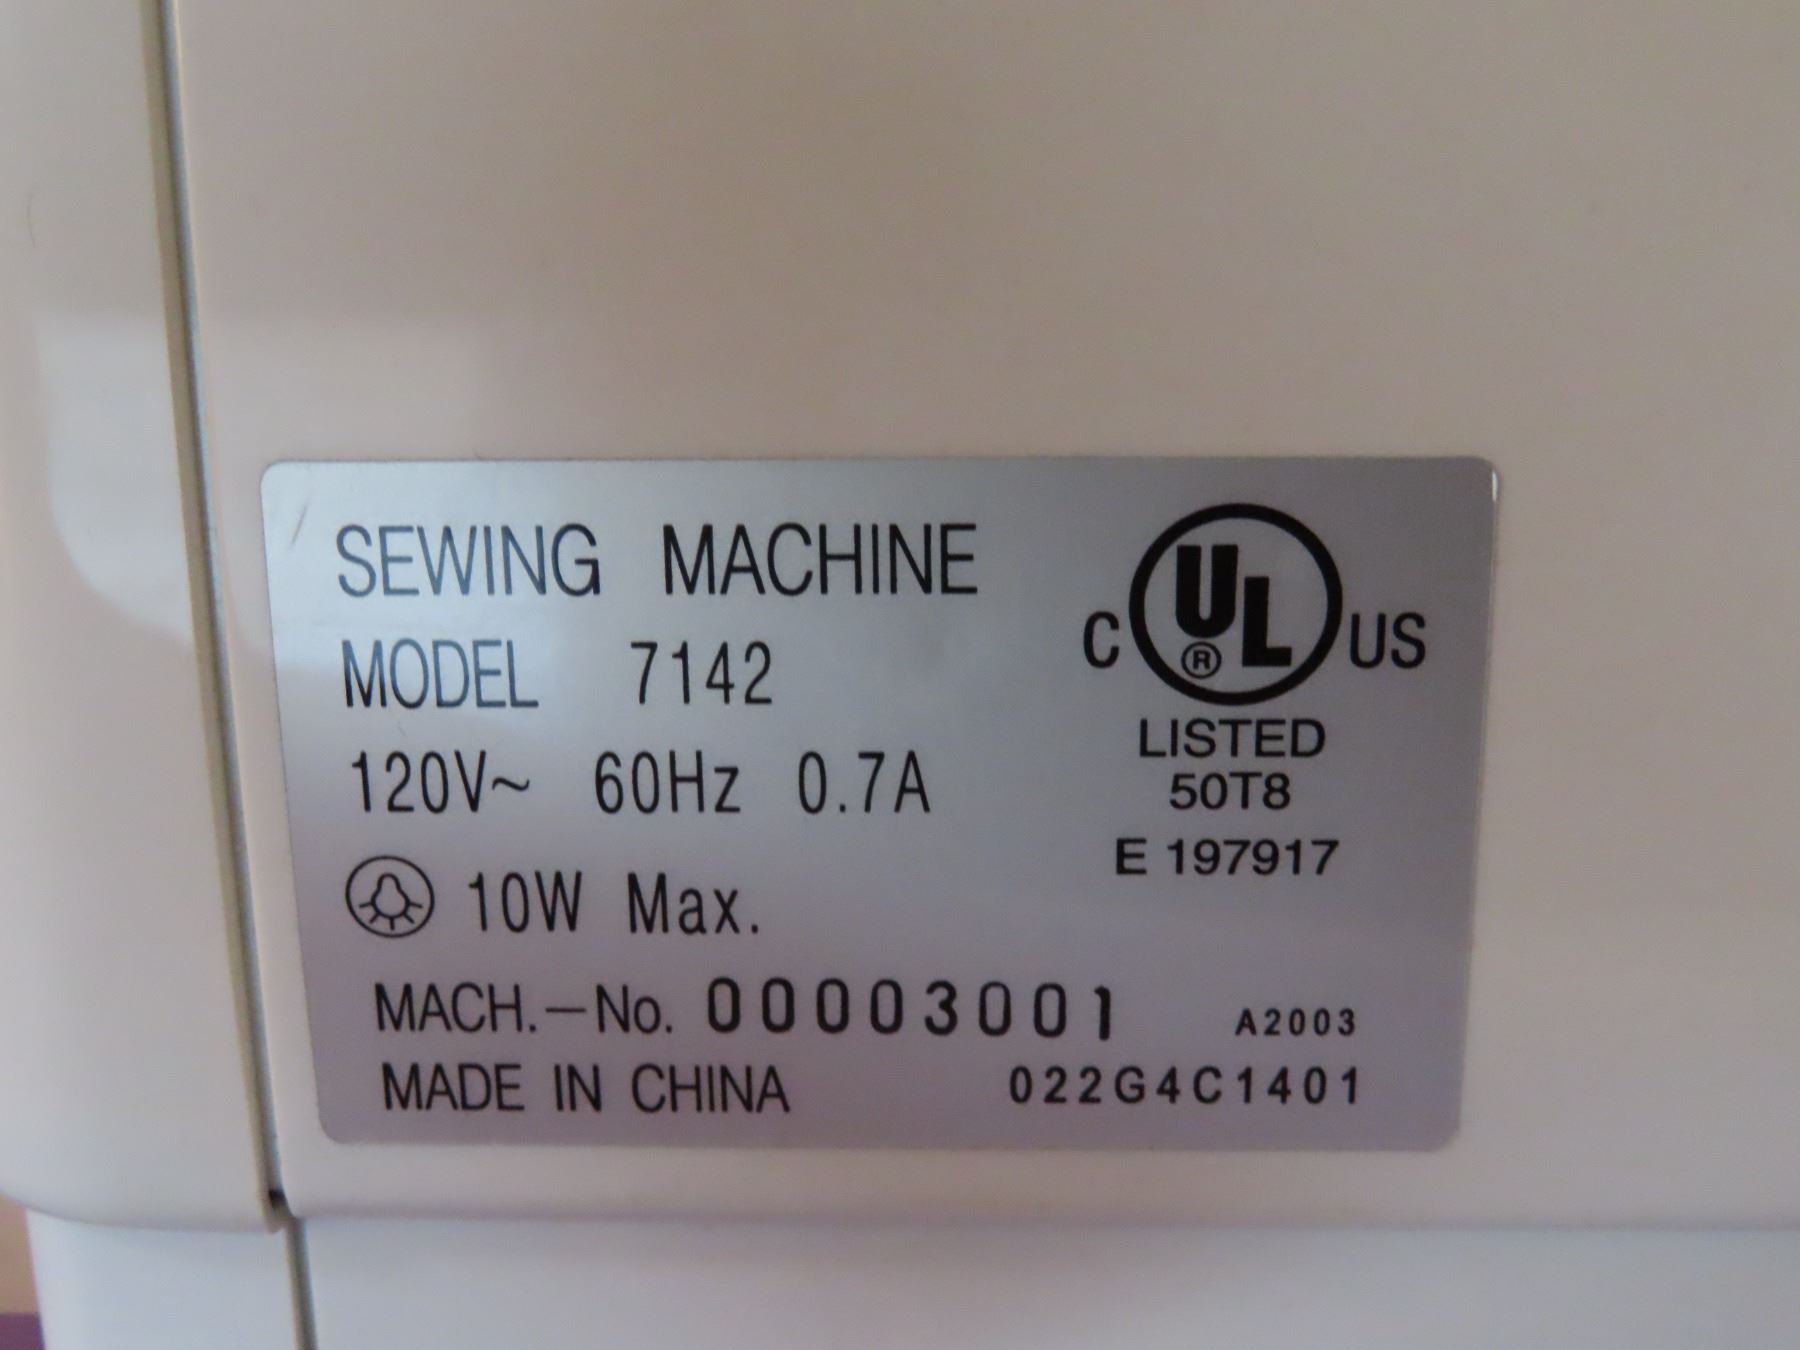 SEWING MACHINE
MODEL 7142
120V~ 60Hz 0.7A
10W Max.
MACH.-No. 00003001
MADE IN CHINA
C UL® US
LISTED
50T8
E 197917
A2003
022G4C1401